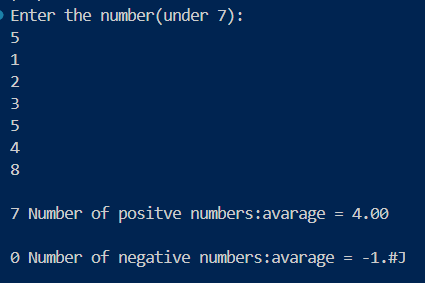 Enter the number(under 7):
5
1
2
3
5
4
8
7 Number of positve numbers:avarage = 4.00
0 Number of negative numbers:avarage = -1.#J